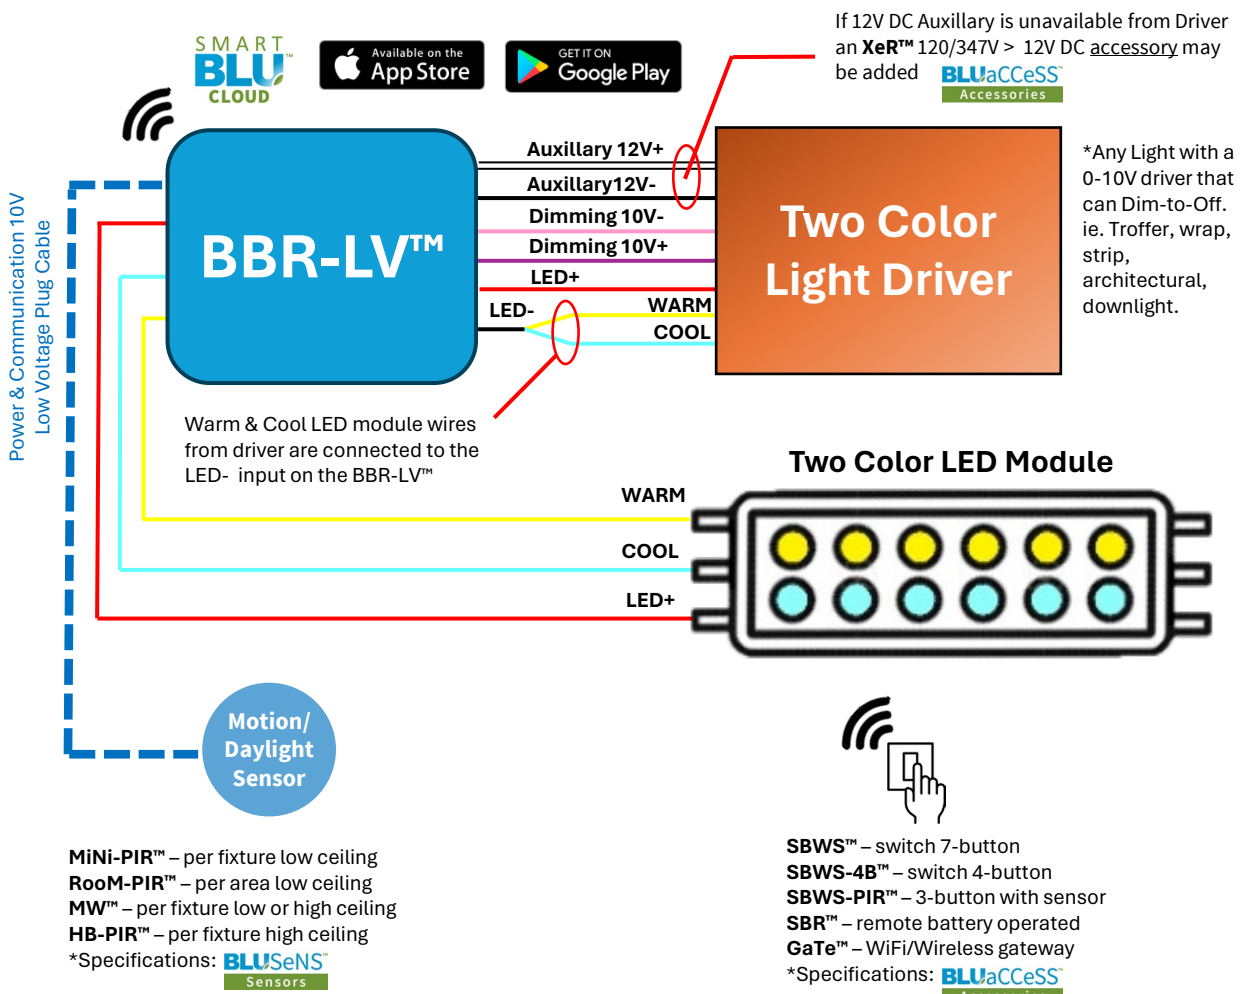 SMART
BLU™
CLOUD
Available on the
App Store
GET IT ON
Google Play
If 12V DC Auxillary is unavailable from Driver
an XeR™ 120/347V > 12V DC accessory may
be added BLUaCCeSS™
Accessories
Power & Communication 10V
Low Voltage Plug Cable
BBR-LV™
Auxillary 12V+
Auxillary12V-
Dimming 10V-
Dimming 10V+
LED+
LED-
WARM
COOL
Two Color
Light Driver
*Any Light with a
0-10V driver that
can Dim-to-Off.
ie. Troffer, wrap,
strip,
architectural,
downlight.
Warm & Cool LED module wires
from driver are connected to the
LED- input on the BBR-LV™
Two Color LED Module
WARM
COOL
LED+
Motion/
Daylight
Sensor
MiNi-PIR™ – per fixture low ceiling
RooM-PIR™ – per area low ceiling
MW™ – per fixture low or high ceiling
HB-PIR™ – per fixture high ceiling
*Specifications: BLUSeNS™
Sensors
SBWS™ – switch 7-button
SBWS-4B™ – switch 4-button
SBWS-PIR™ – 3-button with sensor
SBR™ – remote battery operated
GaTe™ – WiFi/Wireless gateway
*Specifications: BLUaCCeSS™